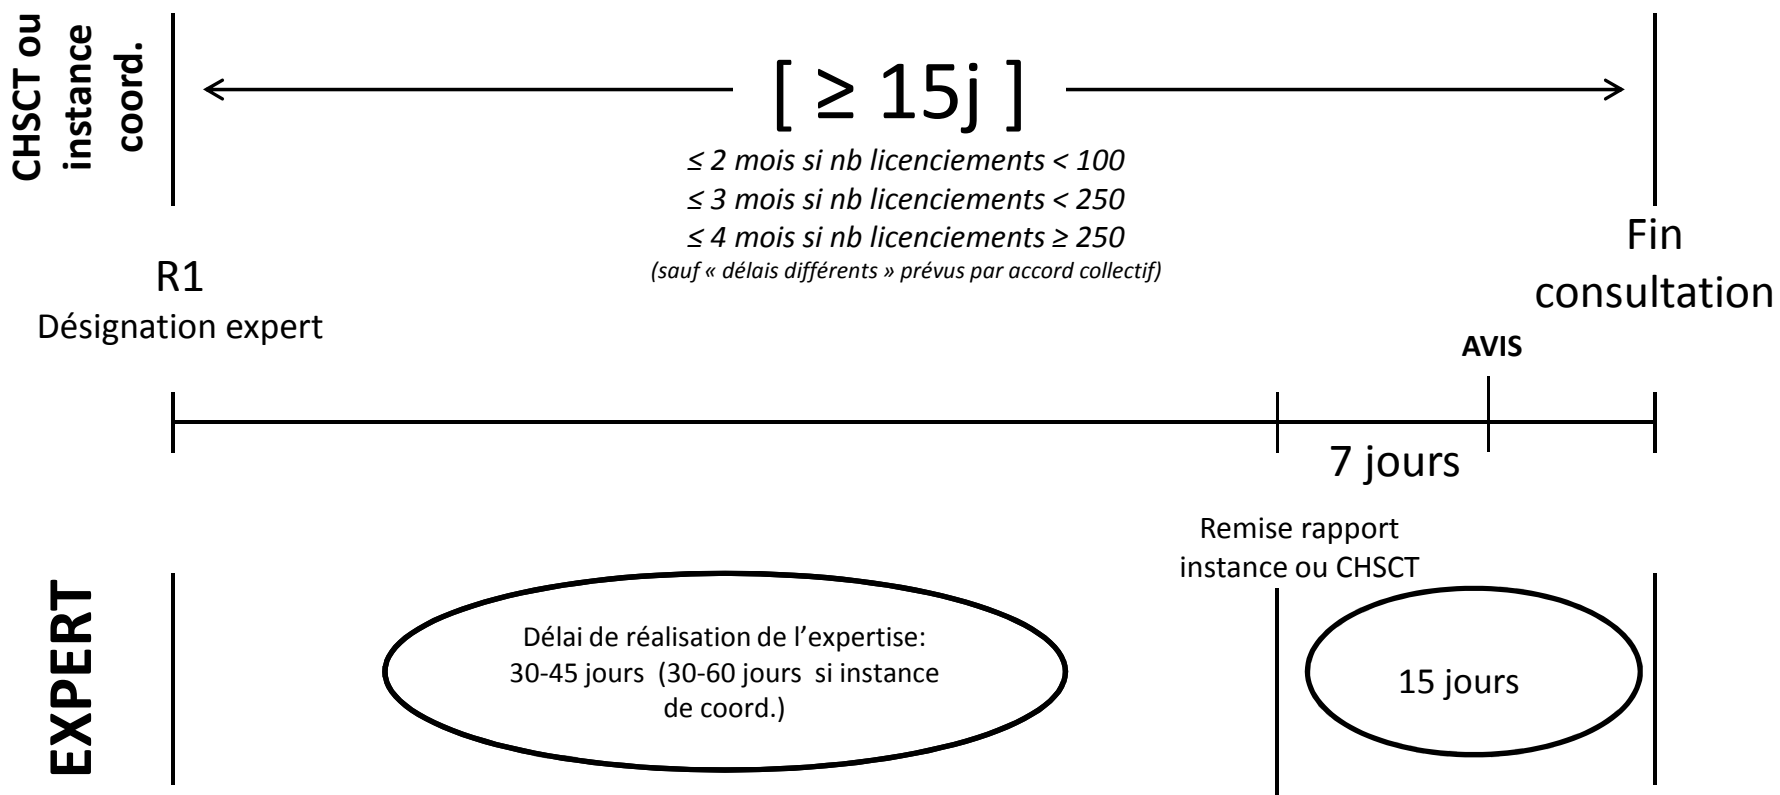 CHSCT ou
instance
coord.
[ ≥ 15j ]
≤ 2 mois si nb licenciements < 100
≤ 3 mois si nb licenciements < 250
≤ 4 mois si nb licenciements ≥ 250
(sauf « délais différents » prévus par accord collectif)
R1
Désignation expert
Fin
consultation
AVIS
7 jours
Remise rapport
instance ou CHSCT
EXPERT
Délai de réalisation de l’expertise:
30-45 jours (30-60 jours si instance
de coord.)
15 jours